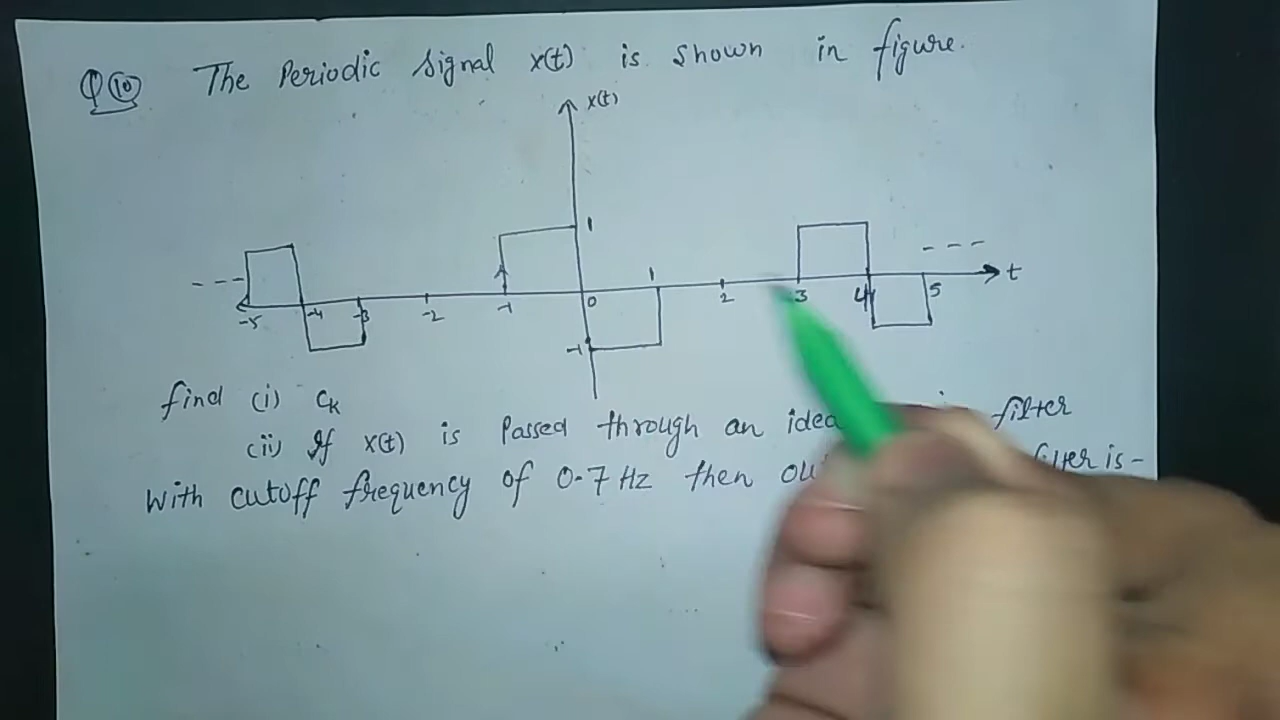 Q⑩ The Periodic Signal x(t) is shown in figure.
x(t)
1
1
-5 -4 -3 -2 -1 0 2 3 4 5 t
-1
find (i) CK
(ii) If x(t) is Passed through an filter
with cutoff frequency of 0.7 Hz then is-